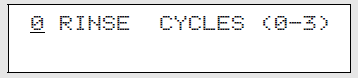 0 RINSE  CYCLES (0-3)